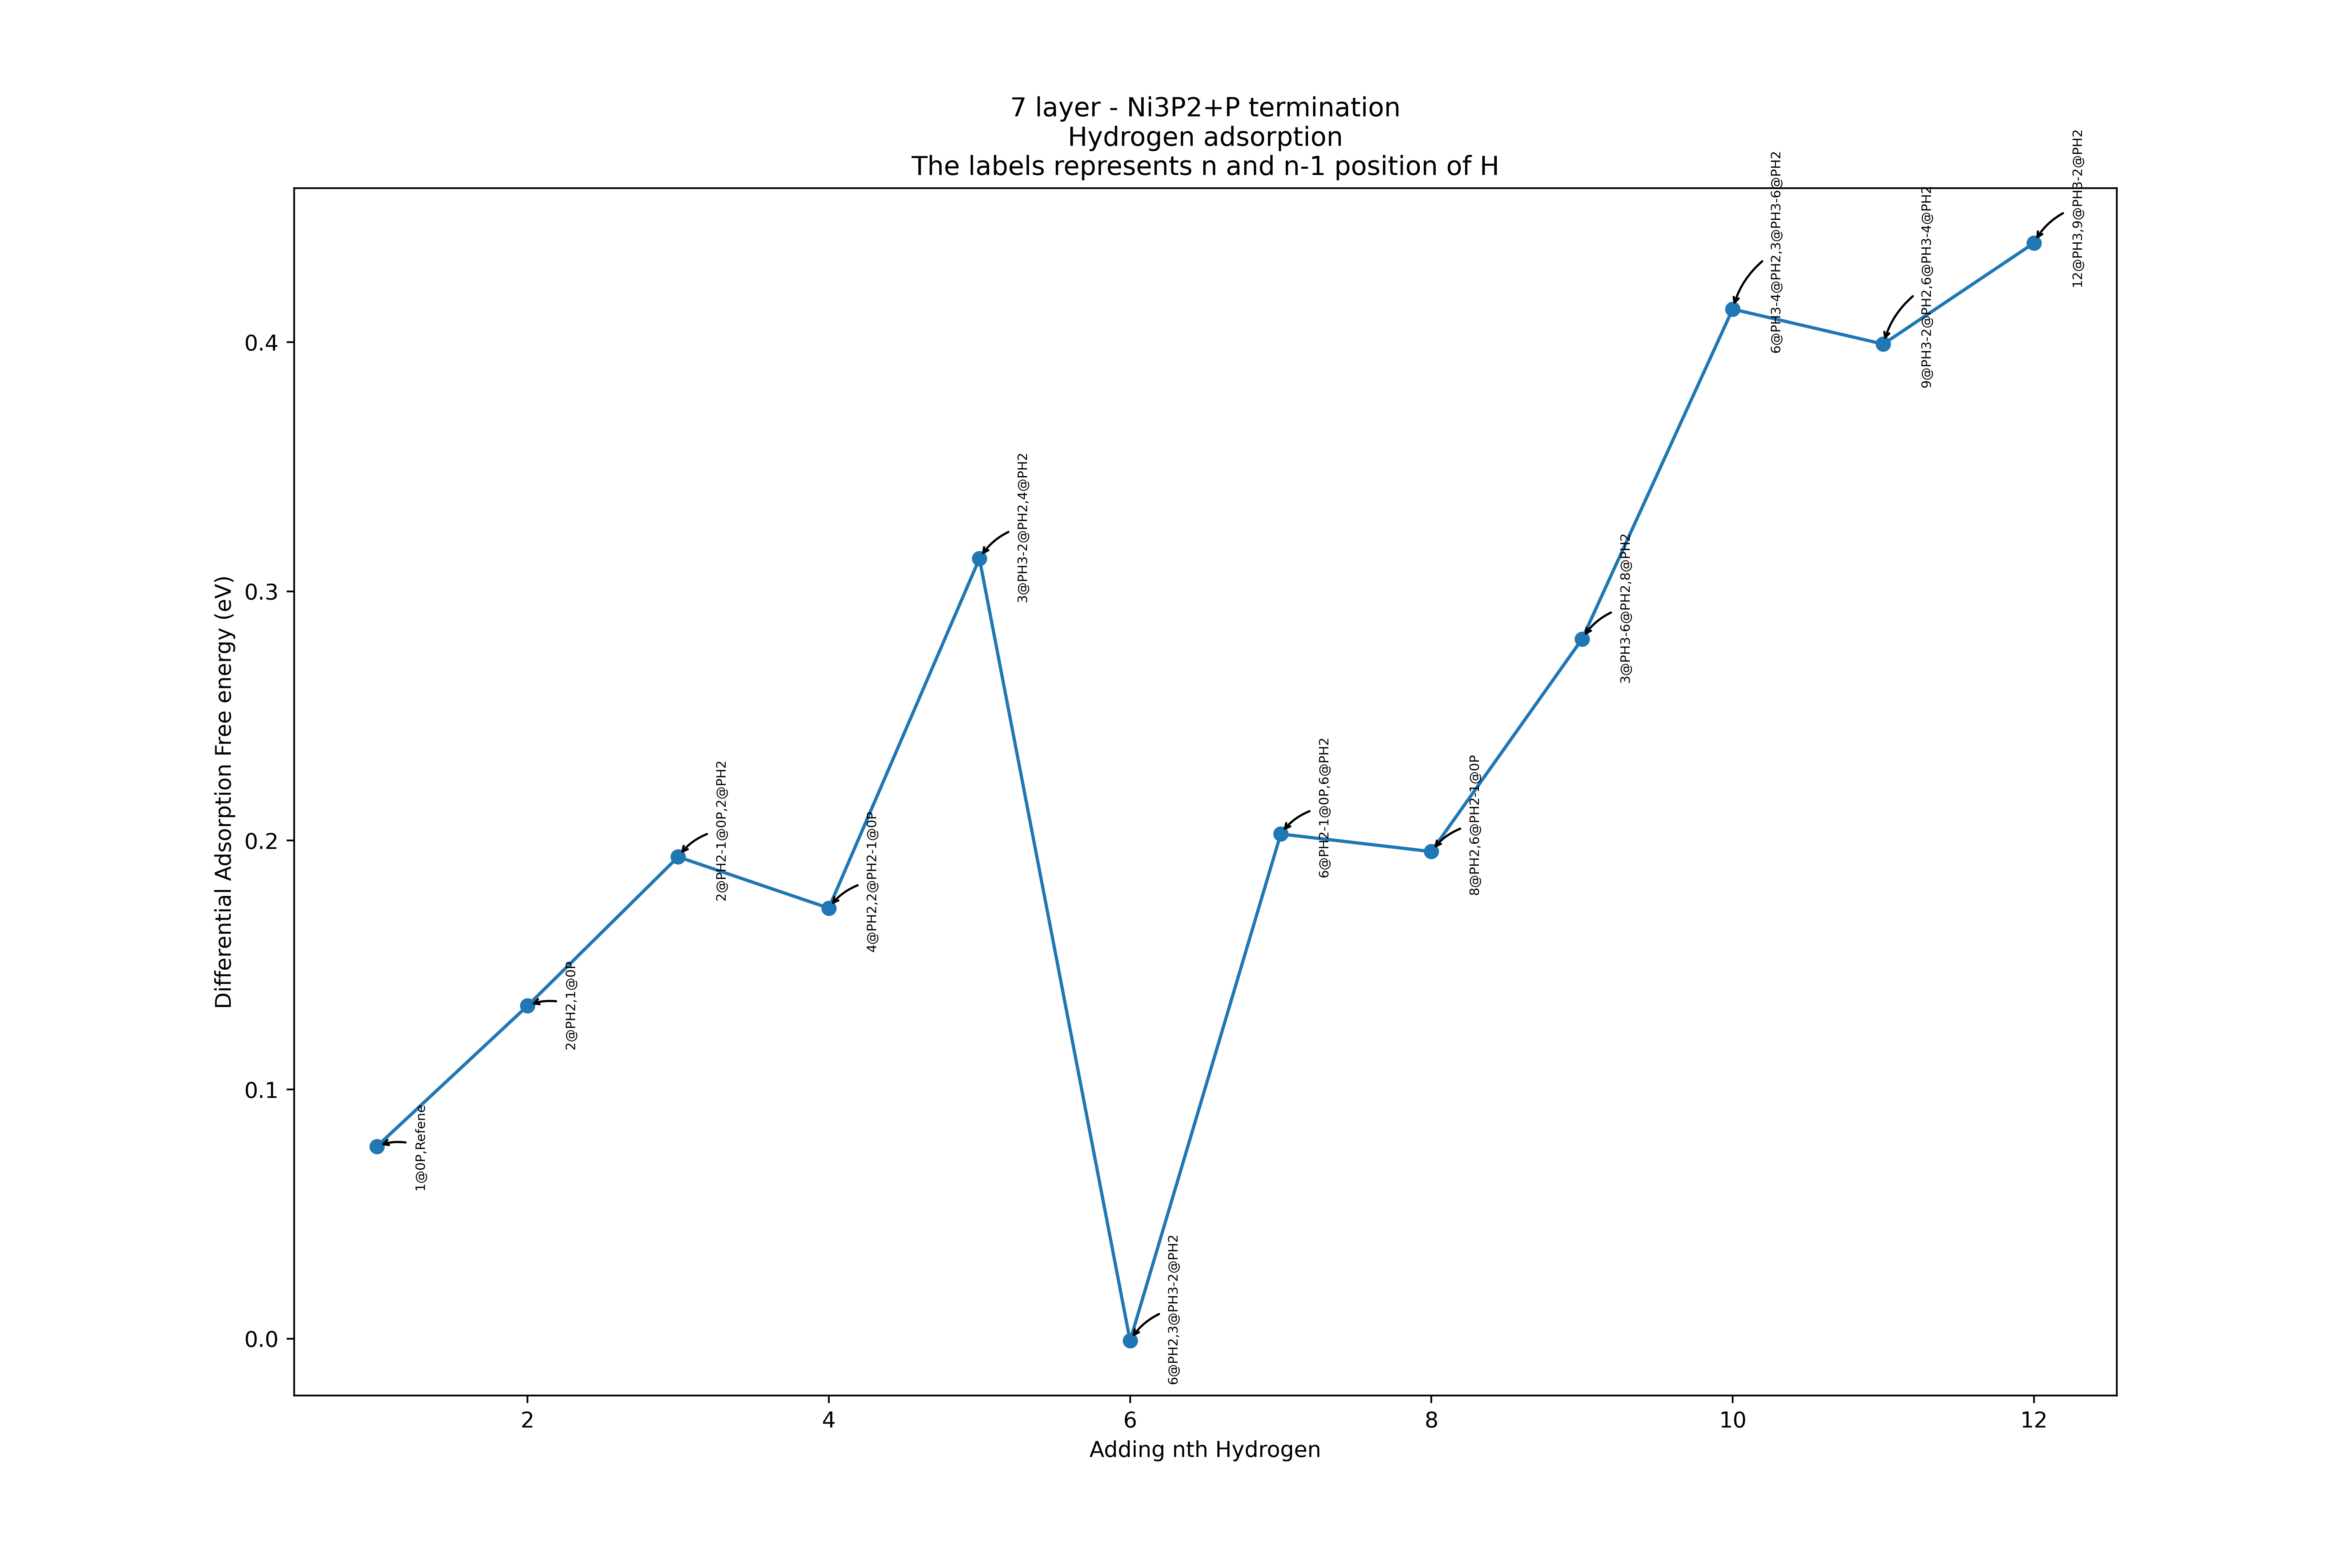 7 layer - Ni3P2+P termination
Hydrogen adsorption
The labels represents n and n-1 position of H
Differential Adsorption Free energy (eV)
0.4
0.3
0.2
0.1
0.0
1@0P,Refene
2@PH2,1@0P
2@PH2-1@0P,2@PH2
4@PH2,2@PH2-1@0P
3@PH3-2@PH2,4@PH2
6@PH2,3@PH3-2@PH2
6@PH2-1@0P,6@PH2
8@PH2,6@PH2-1@0P
3@PH3-6@PH2,8@PH2
6@PH3-4@PH2,3@PH3-6@PH2
9@PH3-2@PH2,6@PH3-4@PH2
12@PH3,9@PH3-2@PH2
2
4
6
8
10
12
Adding nth Hydrogen